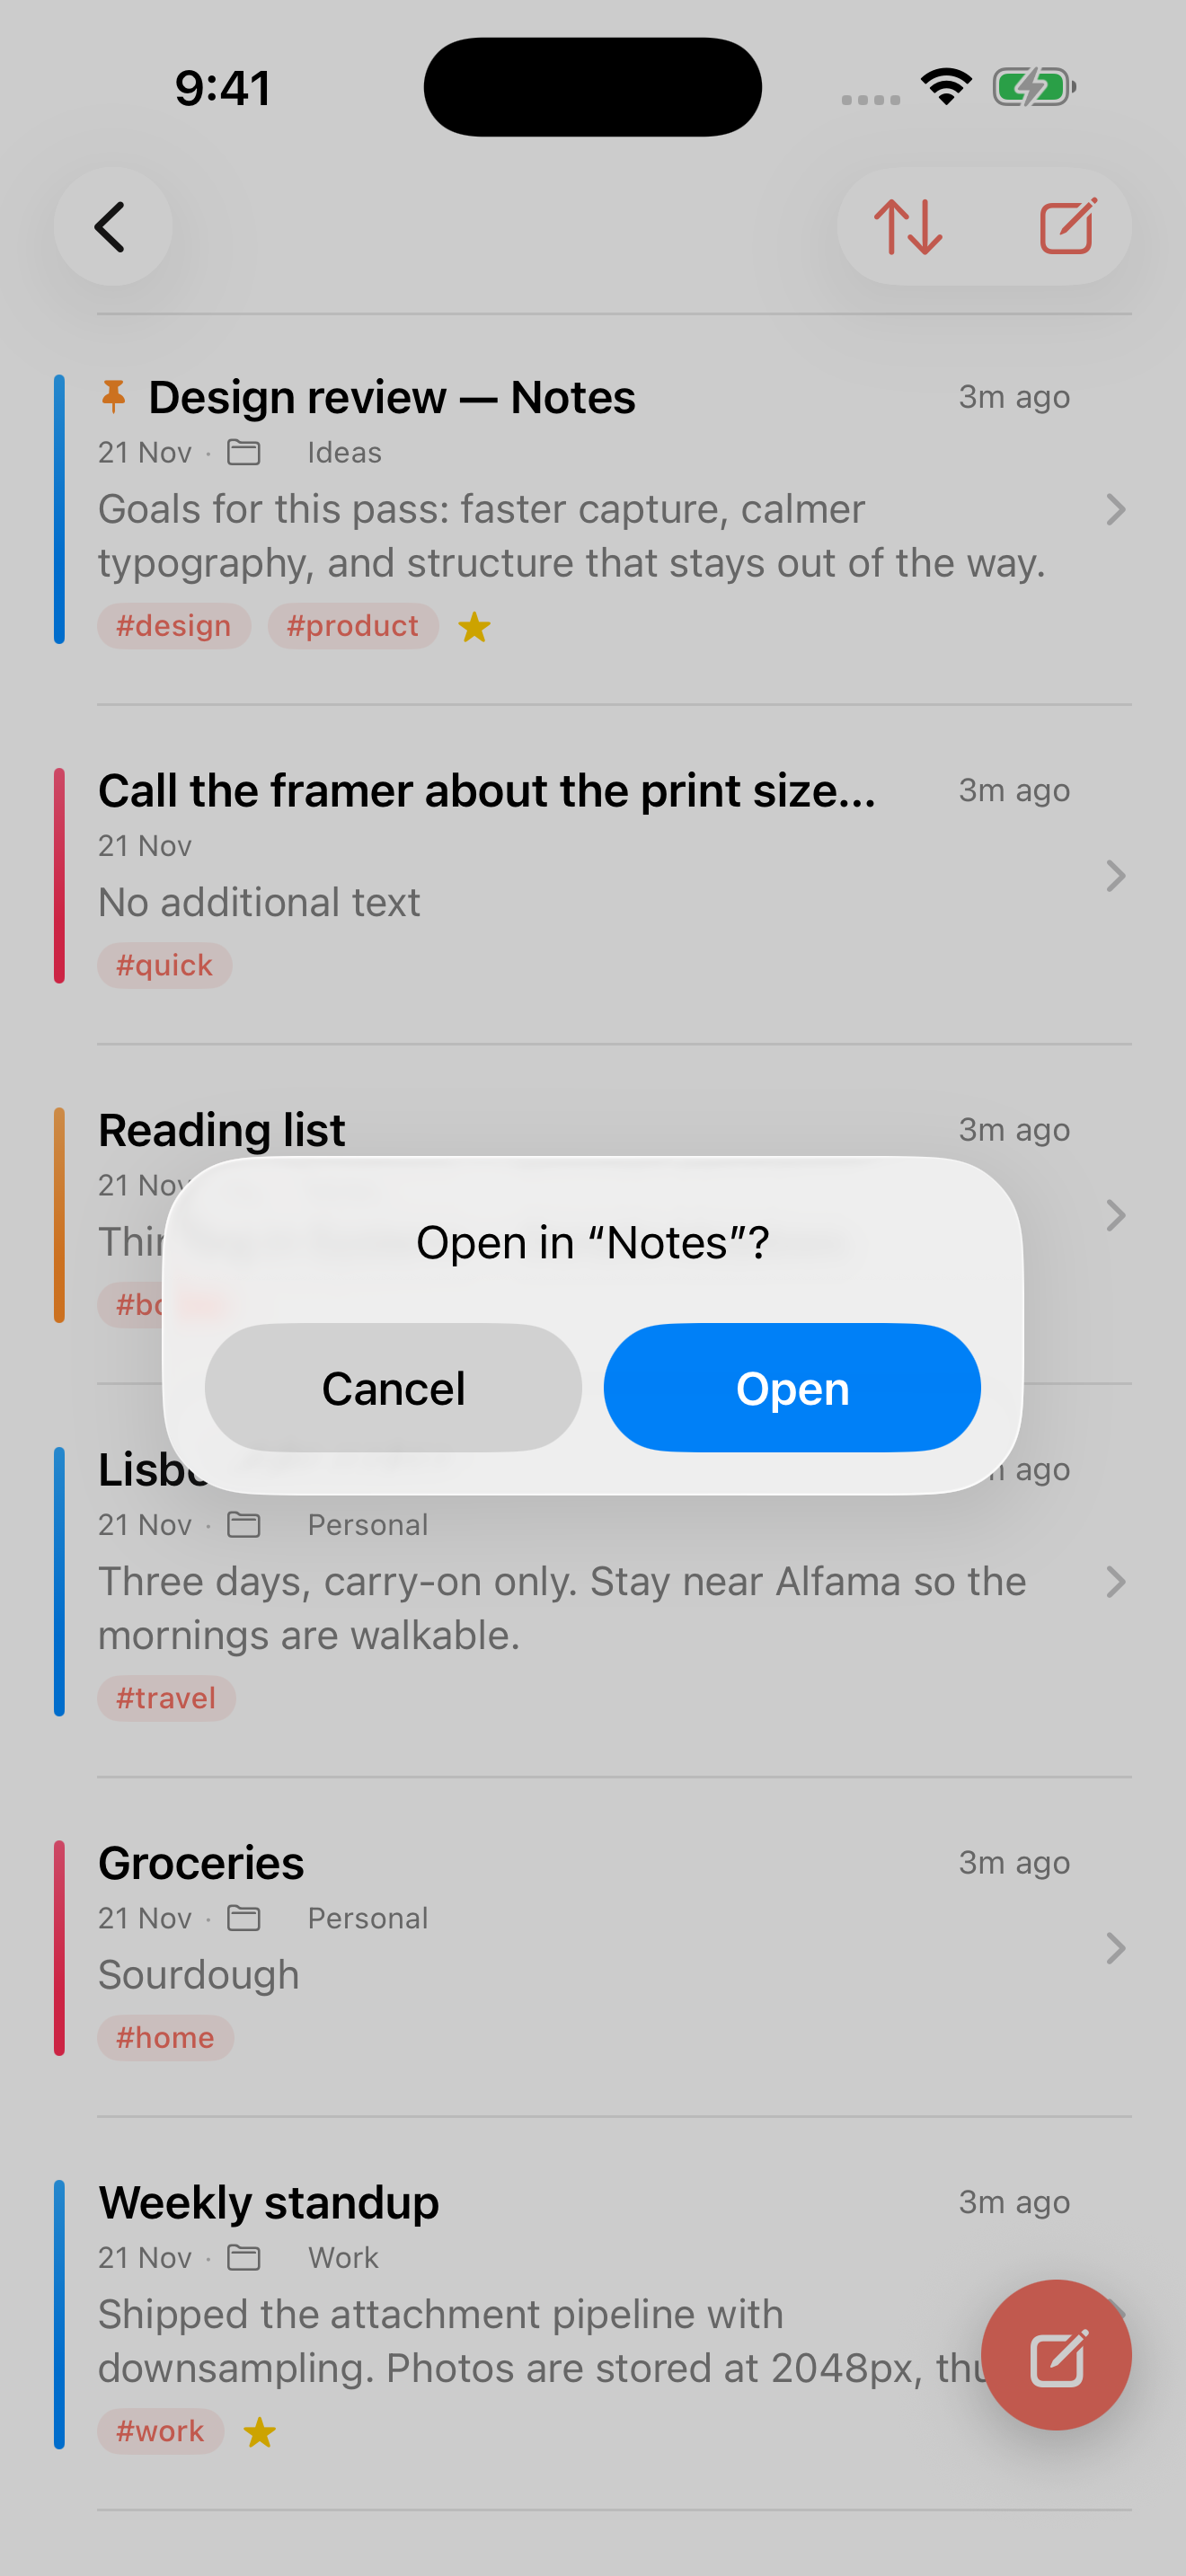 9:41
Design review — Notes
3m ago
21 Nov · Ideas
Goals for this pass: faster capture, calmer
typography, and structure that stays out of the way.
#design #product
Call the framer about the print size...
3m ago
21 Nov
No additional text
#quick
Reading list
3m ago
21 Nov
Open in “Notes”?
Cancel
Open
ago
21 Nov · Personal
Three days, carry-on only. Stay near Alfama so the
mornings are walkable.
#travel
Groceries
3m ago
21 Nov · Personal
Sourdough
#home
Weekly standup
3m ago
21 Nov · Work
Shipped the attachment pipeline with
downsampling. Photos are stored at 2048px,
#work